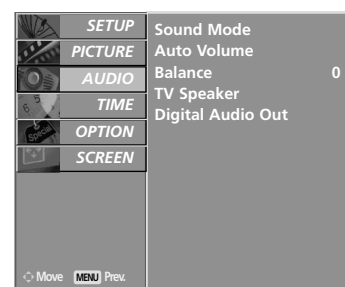 SETUP
PICTURE
AUDIO
TIME
OPTION
SCREEN
Sound Mode
Auto Volume
Balance 0
TV Speaker
Digital Audio Out
Special
Move MENU Prev.